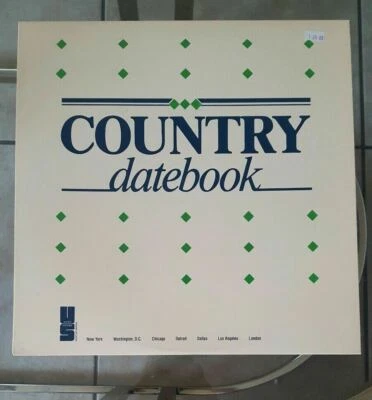 COUNTRY
datebook
US
New York Washington, D.C. Chicago Detroit Dallas Los Angeles London